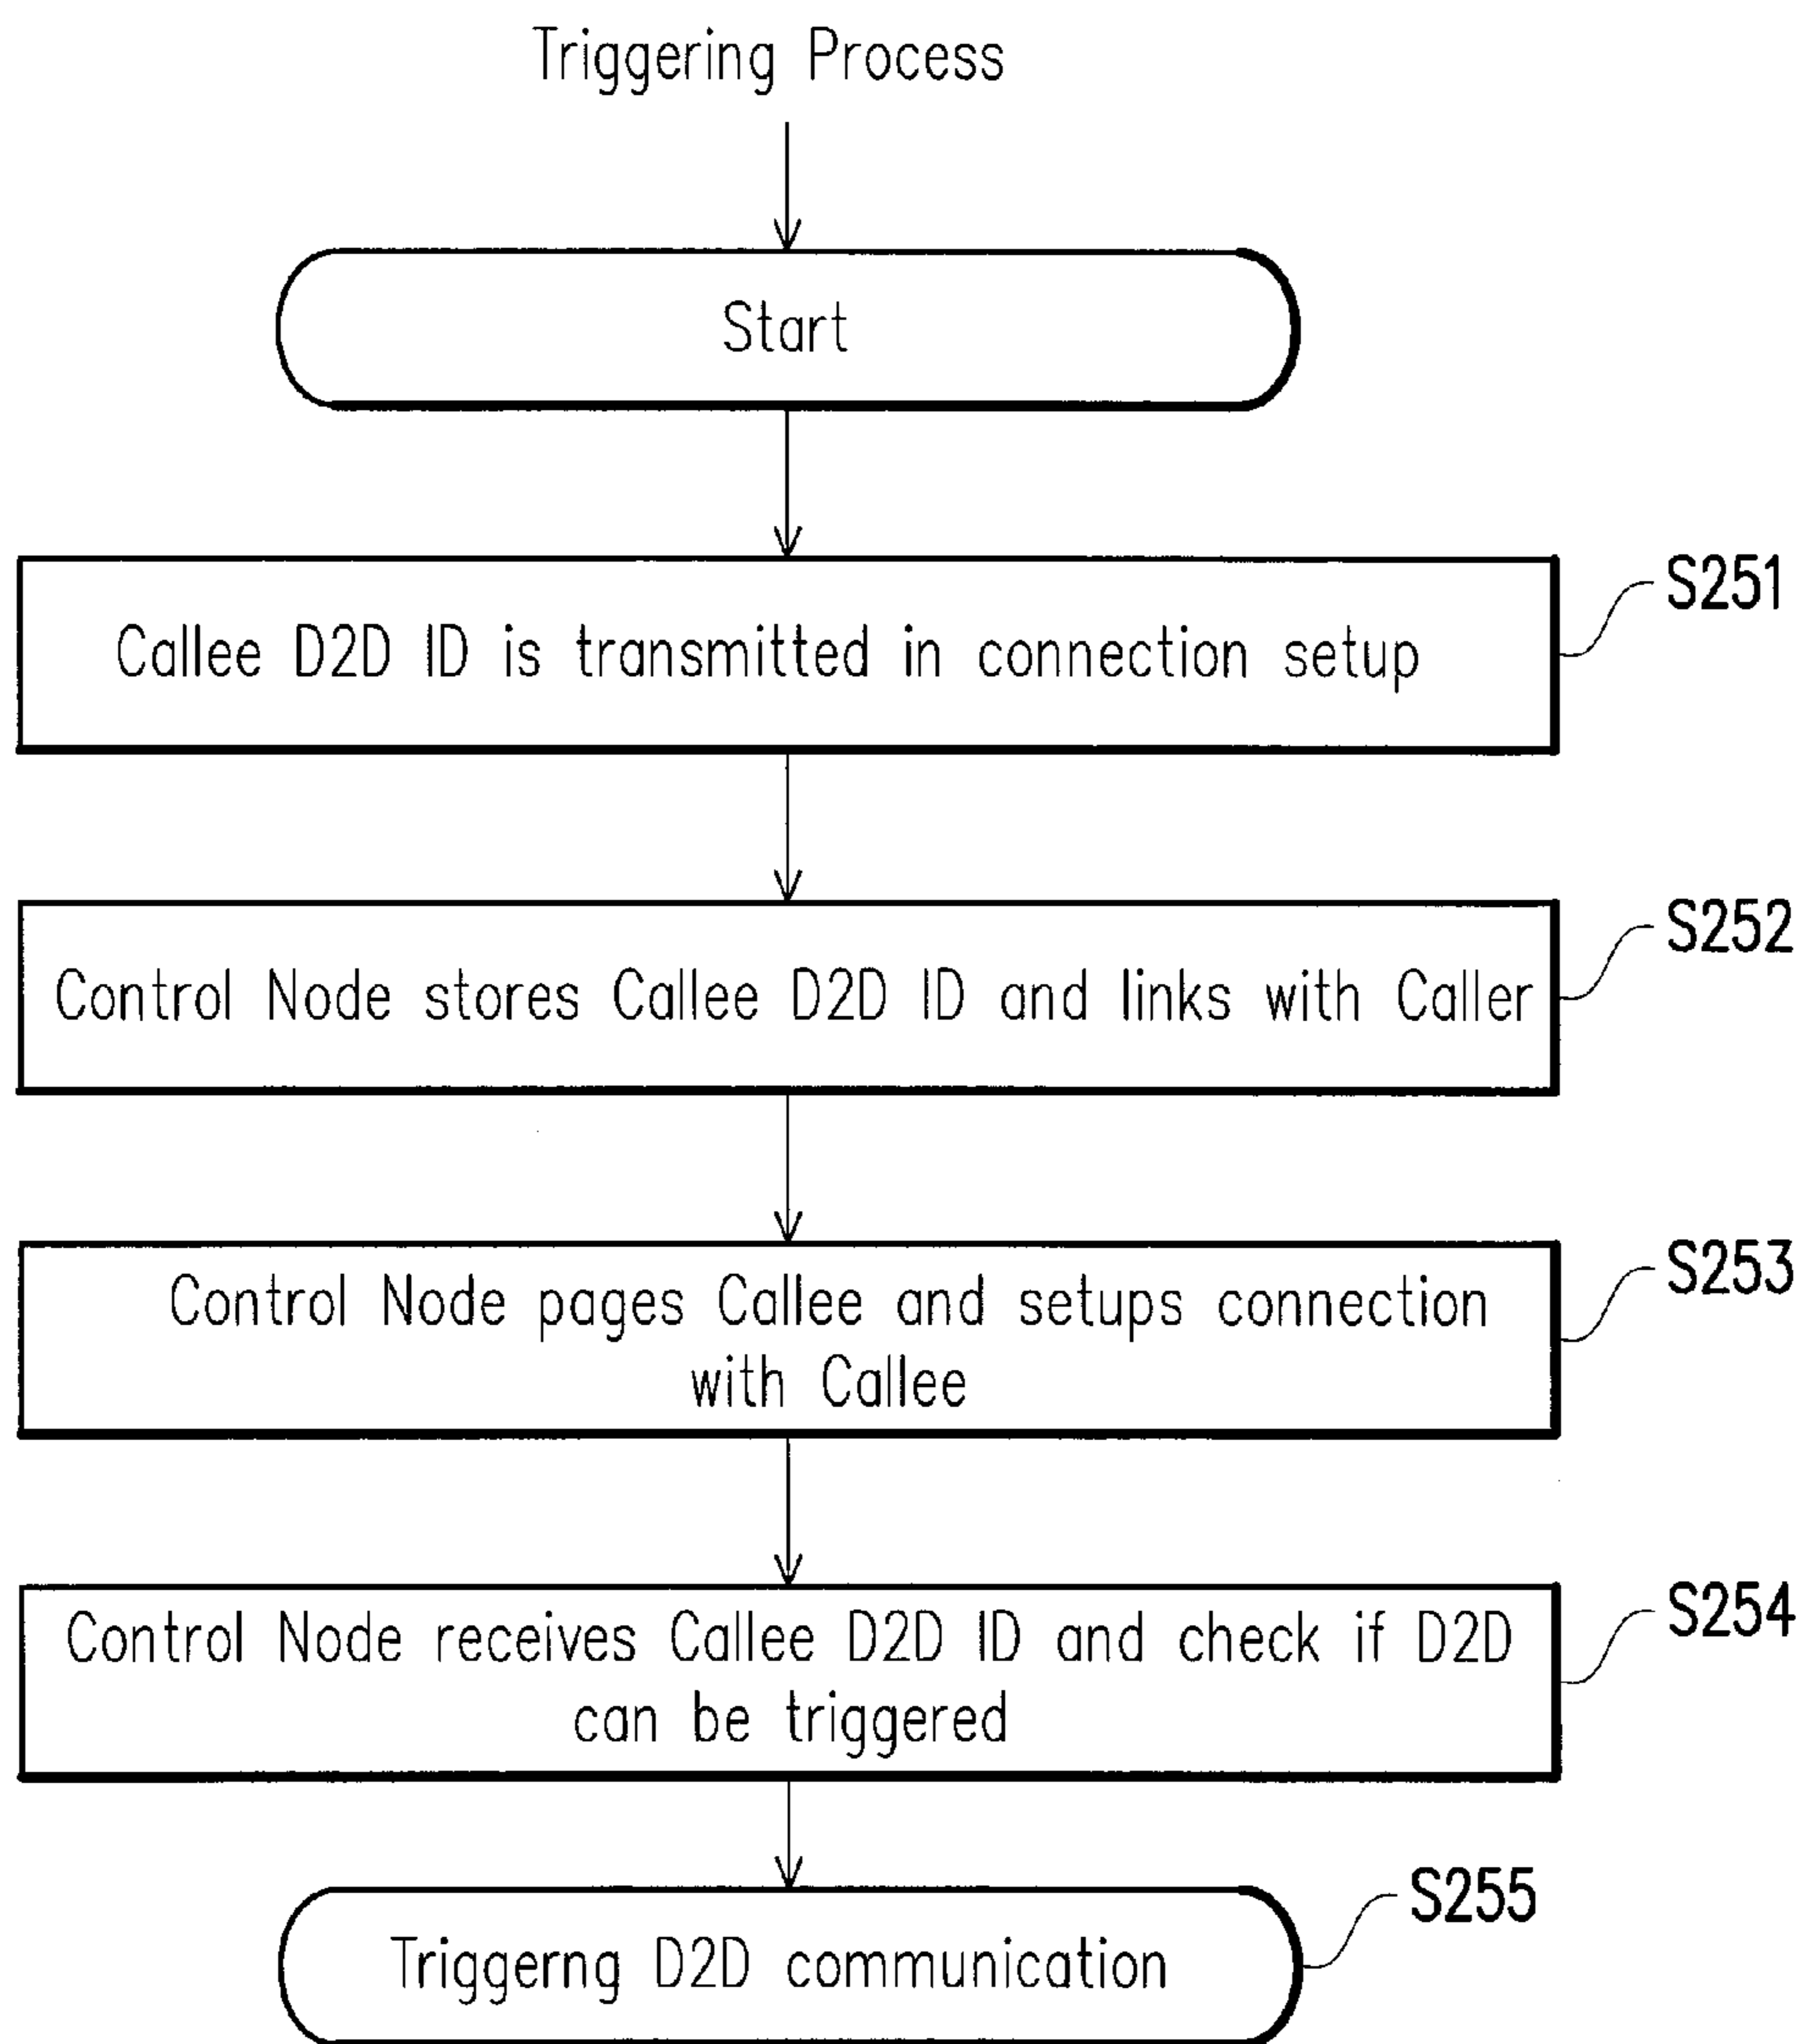 Triggering Process
Start
S251
Callee D2D ID is transmitted in connection setup
S252
Control Node stores Callee D2D ID and links with Caller
S253
Control Node pages Callee and setups connection
with Callee
S254
Control Node receives Callee D2D ID and check if D2D
can be triggered
S255
Triggerng D2D communication